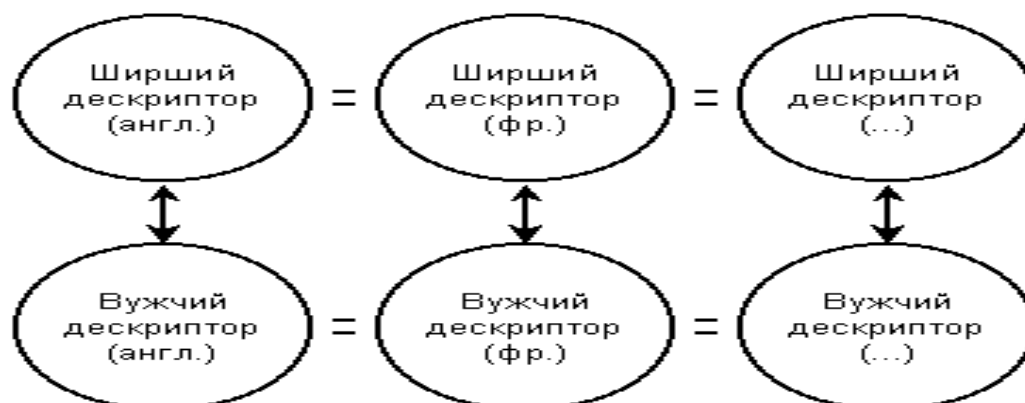 Ширший
дескриптор
(англ.)
=
Ширший
дескриптор
(фр.)
=
Ширший
дескриптор
(...)
Вужчий
дескриптор
(англ.)
=
Вужчий
дескриптор
(фр.)
=
Вужчий
дескриптор
(...)